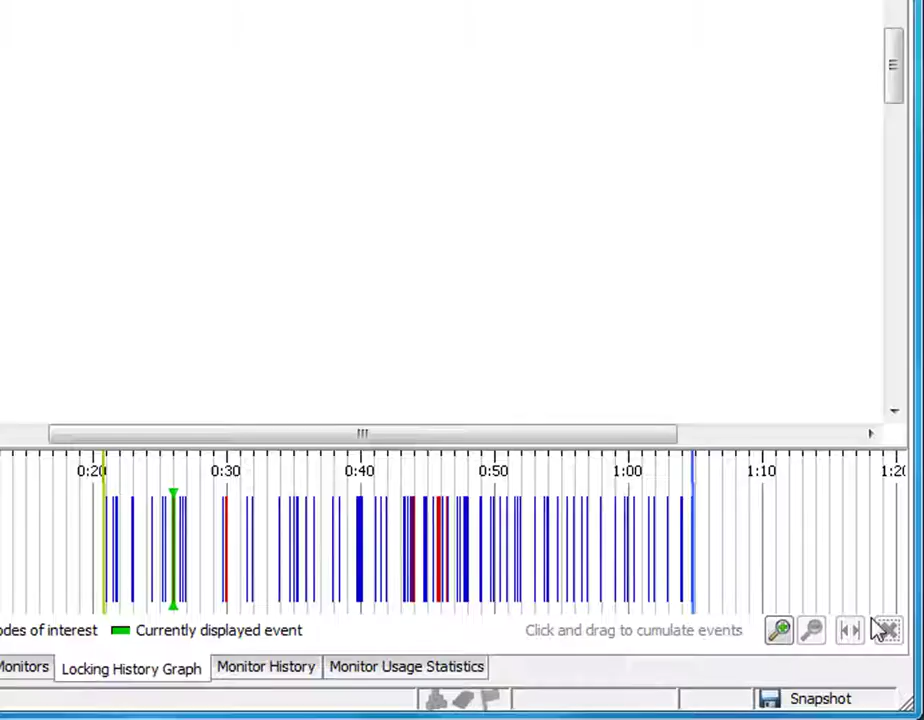 0:20 0:30 0:40 0:50 1:00 1:10 1:20
odes of interest Currently displayed event Click and drag to cumulate events
Monitors Locking History Graph Monitor History Monitor Usage Statistics
Snapshot